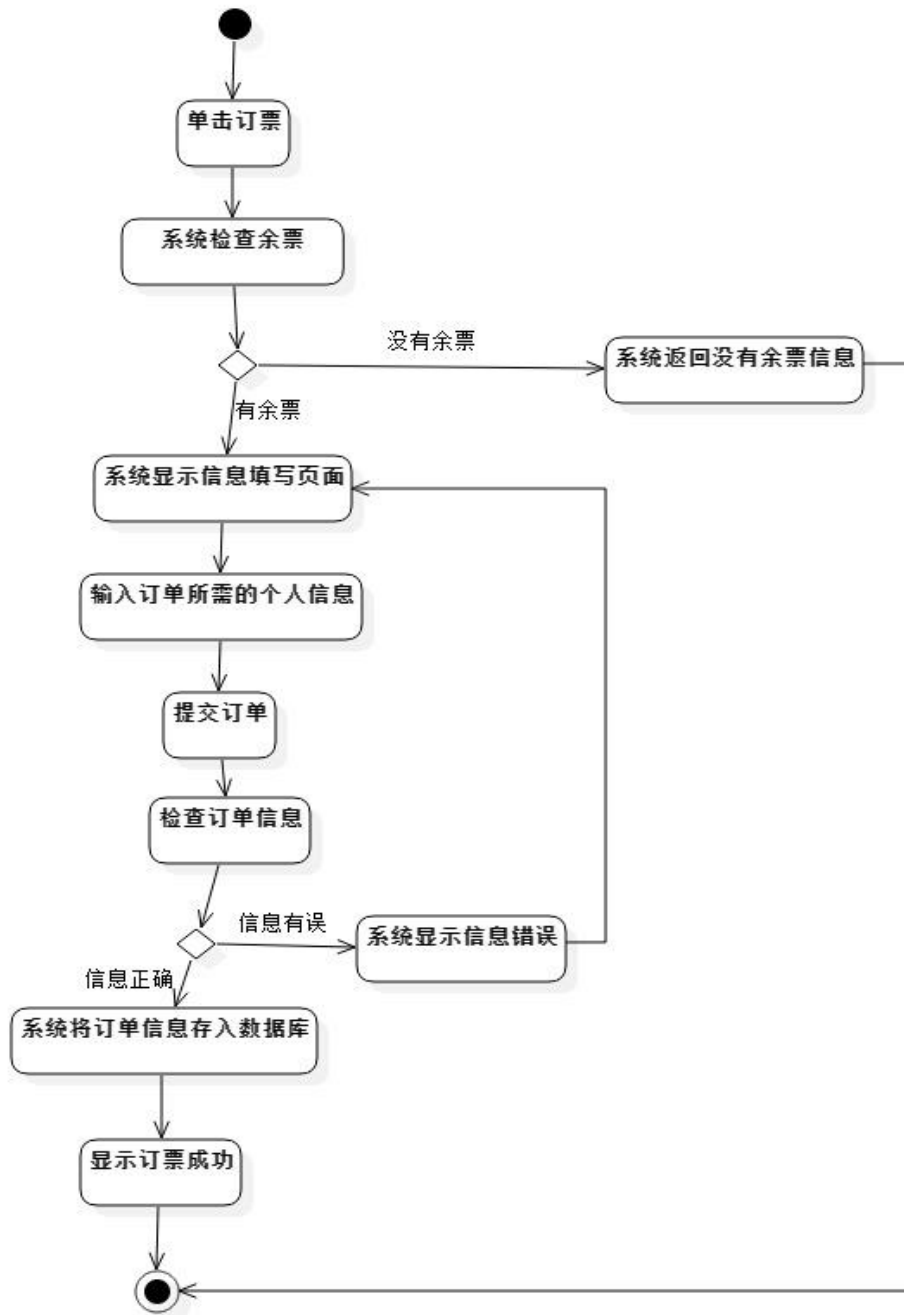 单击订票
系统检查余票
没有余票
系统返回没有余票信息
有余票
系统显示信息填写页面
输入订单所需的个人信息
提交订单
检查订单信息
信息有误
系统显示信息错误
信息正确
系统将订单信息存入数据库
显示订票成功